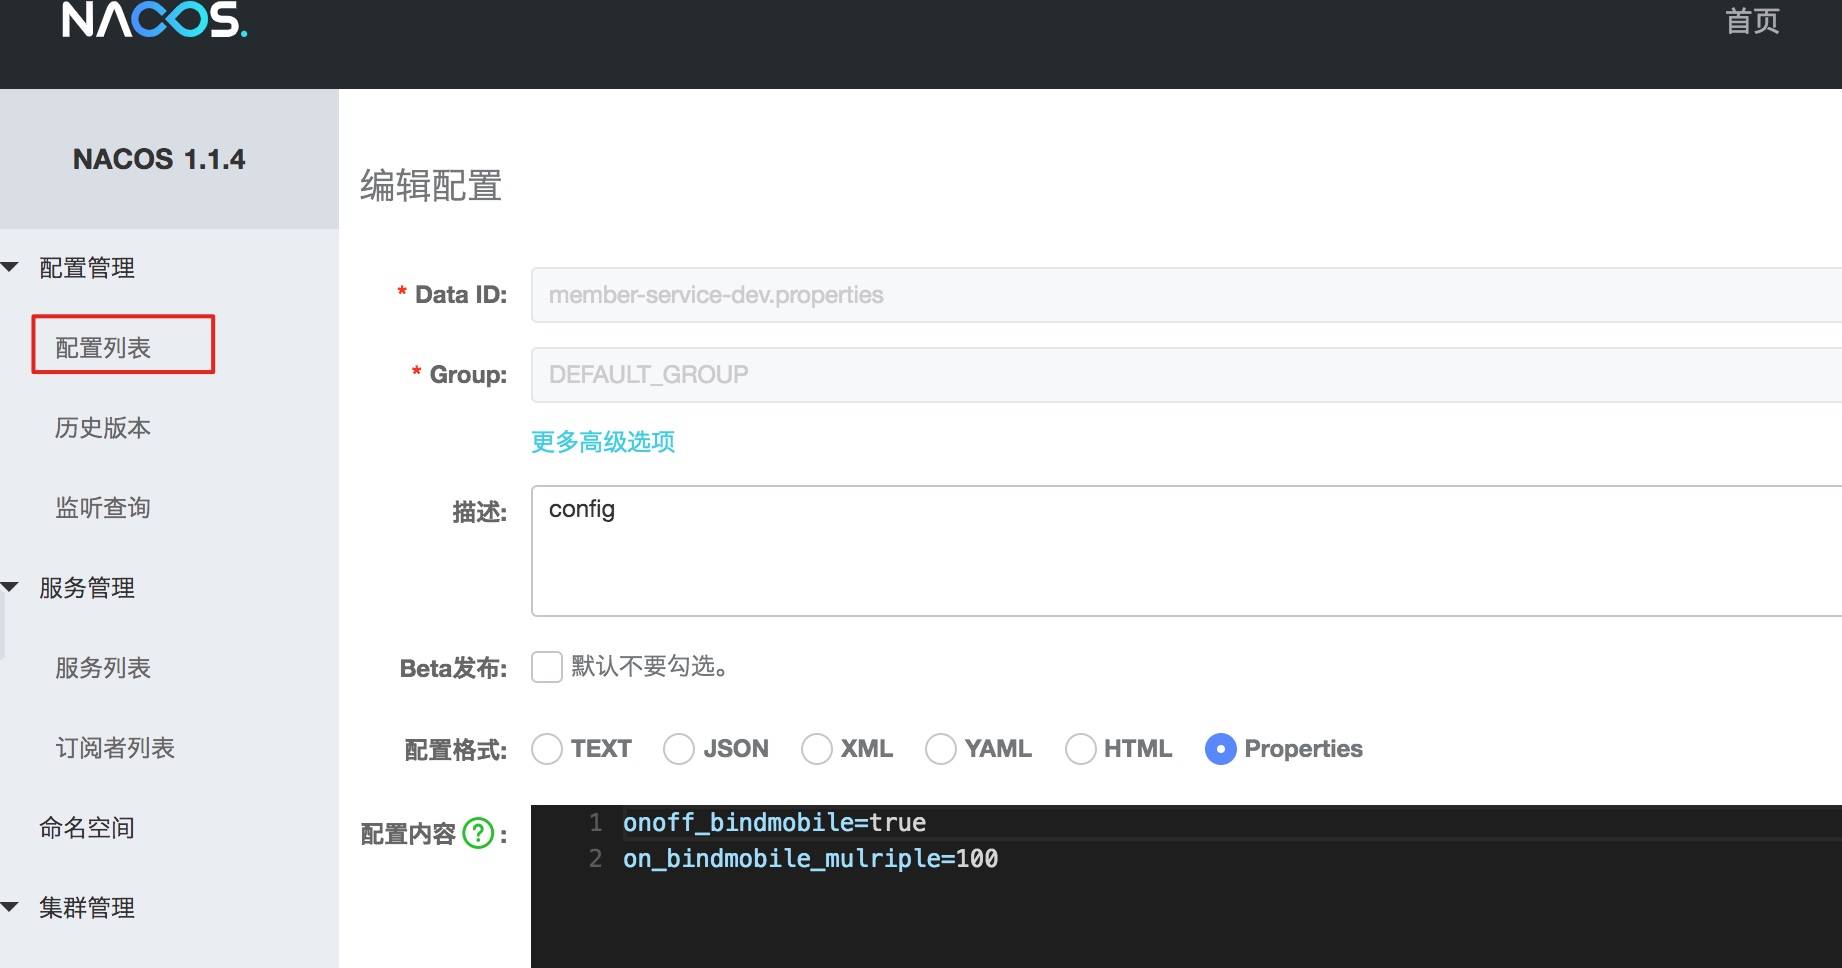 NACOS.
首页
NACOS 1.1.4
配置管理
配置列表
历史版本
监听查询
服务管理
服务列表
订阅者列表
命名空间
集群管理
编辑配置
* Data ID: member-service-dev.properties
* Group: DEFAULT_GROUP
更多高级选项
描述: config
Beta发布: 默认不要勾选。
配置格式: TEXT JSON XML YAML HTML Properties
配置内容 ? :
1 onoff_bindmobile=true
2 on_bindmobile_mulriple=100